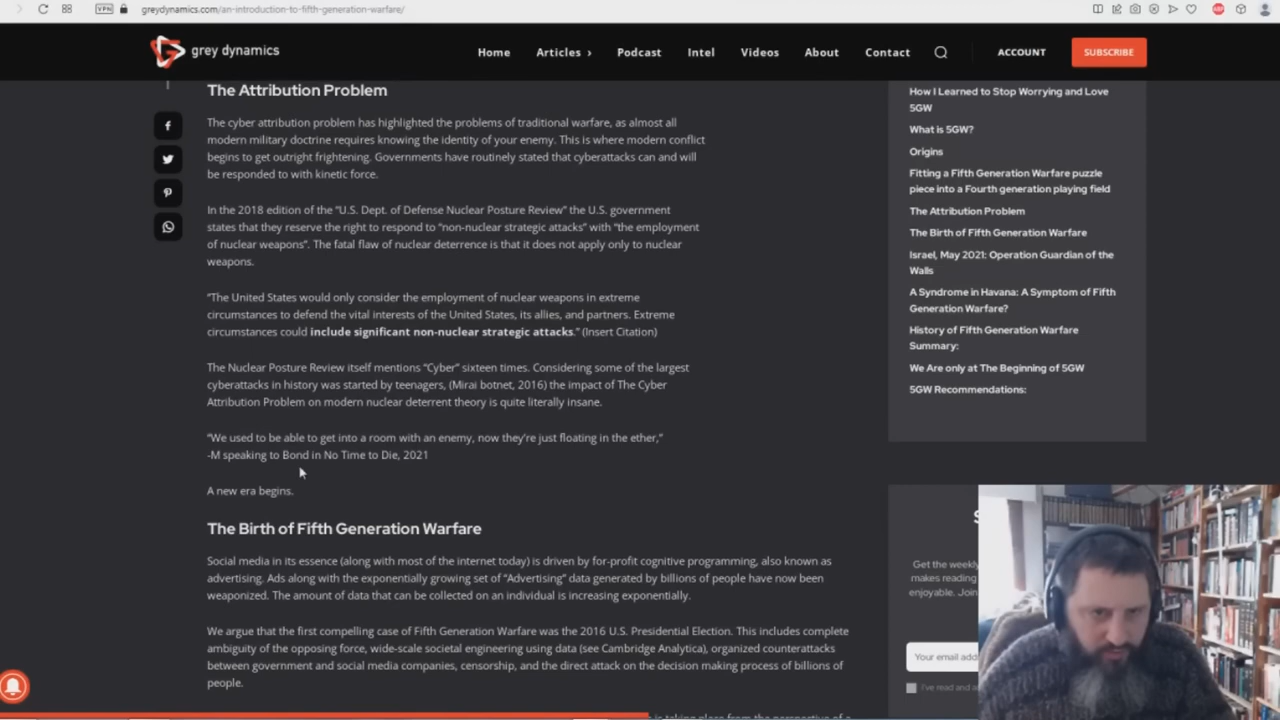 VPN
greydynamics.com/an-introduction-to-fifth-generation-warfare/
ABP
grey dynamics
Home
Articles ›
Podcast
Intel
Videos
About
Contact
ACCOUNT
SUBSCRIBE
The Attribution Problem
The cyber attribution problem has highlighted the problems of traditional warfare, as almost all
modern military doctrine requires knowing the identity of your enemy. This is where modern conflict
begins to get outright frightening. Governments have routinely stated that cyberattacks can and will
be responded to with kinetic force.
In the 2018 edition of the “U.S. Dept. of Defense Nuclear Posture Review” the U.S. government
states that they reserve the right to respond to “non-nuclear strategic attacks” with “the employment
of nuclear weapons”. The fatal flaw of nuclear deterrence is that it does not apply only to nuclear
weapons.
“The United States would only consider the employment of nuclear weapons in extreme
circumstances to defend the vital interests of the United States, its allies, and partners. Extreme
circumstances could include significant non-nuclear strategic attacks.” (Insert Citation)
The Nuclear Posture Review itself mentions “Cyber” sixteen times. Considering some of the largest
cyberattacks in history was started by teenagers, (Mirai botnet, 2016) the impact of The Cyber
Attribution Problem on modern nuclear deterrent theory is quite literally insane.
“We used to be able to get into a room with an enemy, now they’re just floating in the ether,”
-M speaking to Bond in No Time to Die, 2021
A new era begins.
The Birth of Fifth Generation Warfare
Social media in its essence (along with most of the internet today) is driven by for-profit cognitive programming, also known as
advertising. Ads along with the exponentially growing set of “Advertising” data generated by billions of people have now been
weaponized. The amount of data that can be collected on an individual is increasing exponentially.
We argue that the first compelling case of Fifth Generation Warfare was the 2016 U.S. Presidential Election. This includes complete
ambiguity of the opposing force, wide-scale societal engineering using data (see Cambridge Analytica), organized counterattacks
between government and social media companies, censorship, and the direct attack on the decision making process of billions of
people.
is taking place from the perspective of a
How I Learned to Stop Worrying and Love
5GW
What is 5GW?
Origins
Fitting a Fifth Generation Warfare puzzle
piece into a Fourth generation playing field
The Attribution Problem
The Birth of Fifth Generation Warfare
Israel, May 2021: Operation Guardian of the
Walls
A Syndrome in Havana: A Symptom of Fifth
Generation Warfare?
History of Fifth Generation Warfare
Summary:
We Are only at The Beginning of 5GW
5GW Recommendations:
S
Get the weekly
makes reading
enjoyable. Join
Your email add
I've read and a